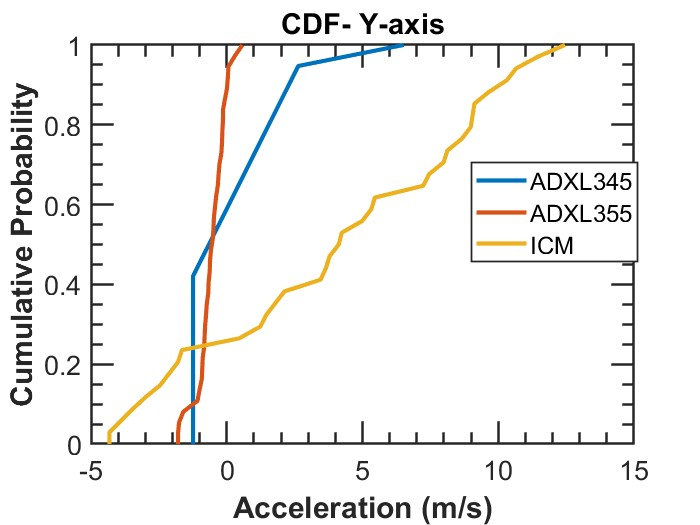 CDF- Y-axis
Cumulative Probability
1
0.8
0.6
0.4
0.2
0
-5
0
5
10
15
ADXL345
ADXL355
ICM
Acceleration (m/s)